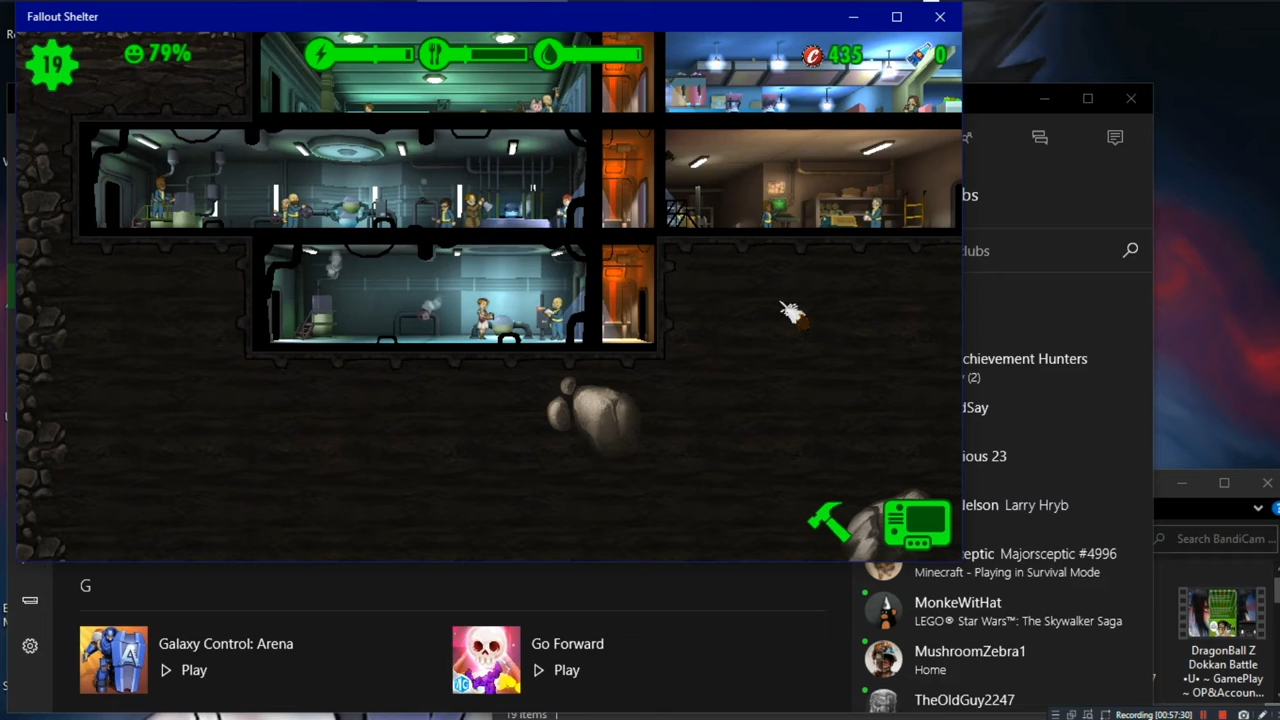 Fallout Shelter
19
79%
435
0
bs
lubs
chievement Hunters
(2)
dSay
ious 23
lelson Larry Hryb
eptic Majorsceptic #4996
Minecraft - Playing in Survival Mode
MonkeWitHat
LEGO® Star Wars™: The Skywalker Saga
MushroomZebra1
Home
TheOldGuy2247
G
Galaxy Control: Arena
Play
Go Forward
Play
Search BandiCam ...
DragonBall Z
Dokkan Battle
•U• ~ GamePlay
~ OP&Accoun...
19 items
Recording [00:57:30]